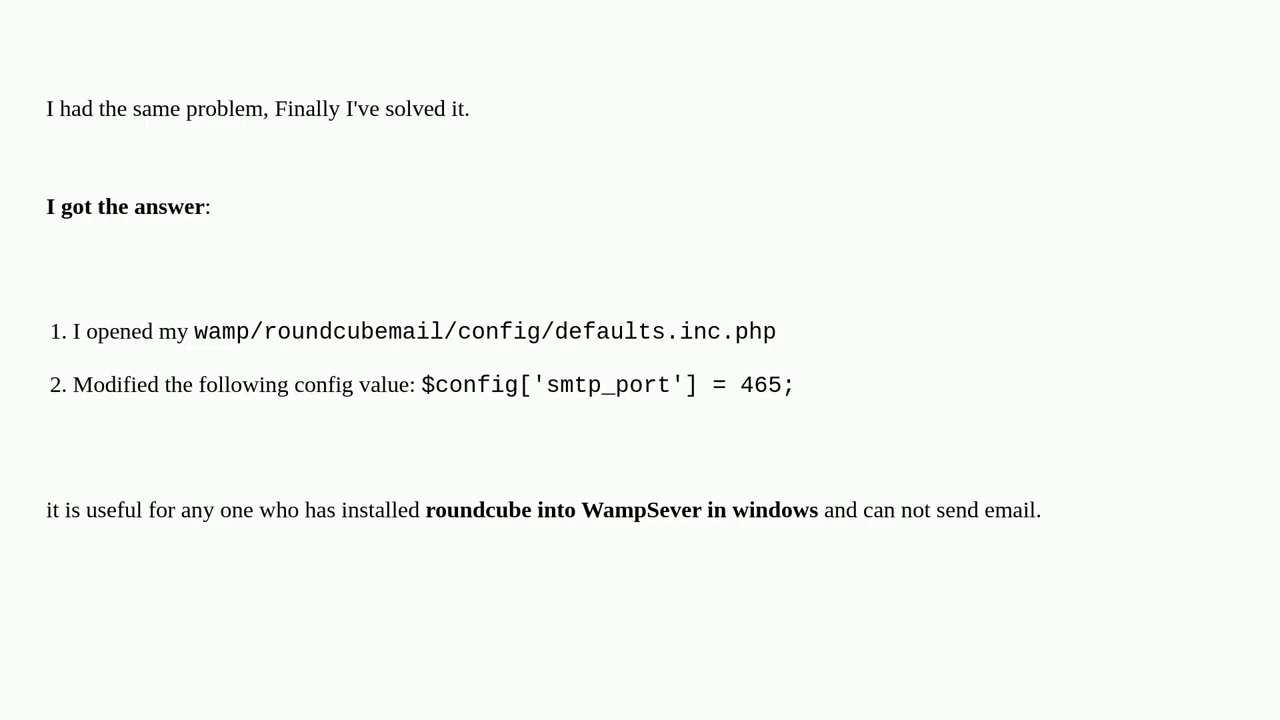 I had the same problem, Finally I've solved it.
I got the answer:
1. I opened my wamp/roundcubemail/config/defaults.inc.php
2. Modified the following config value: $config['smtp_port'] = 465;
it is useful for any one who has installed roundcube into WampSever in windows and can not send email.